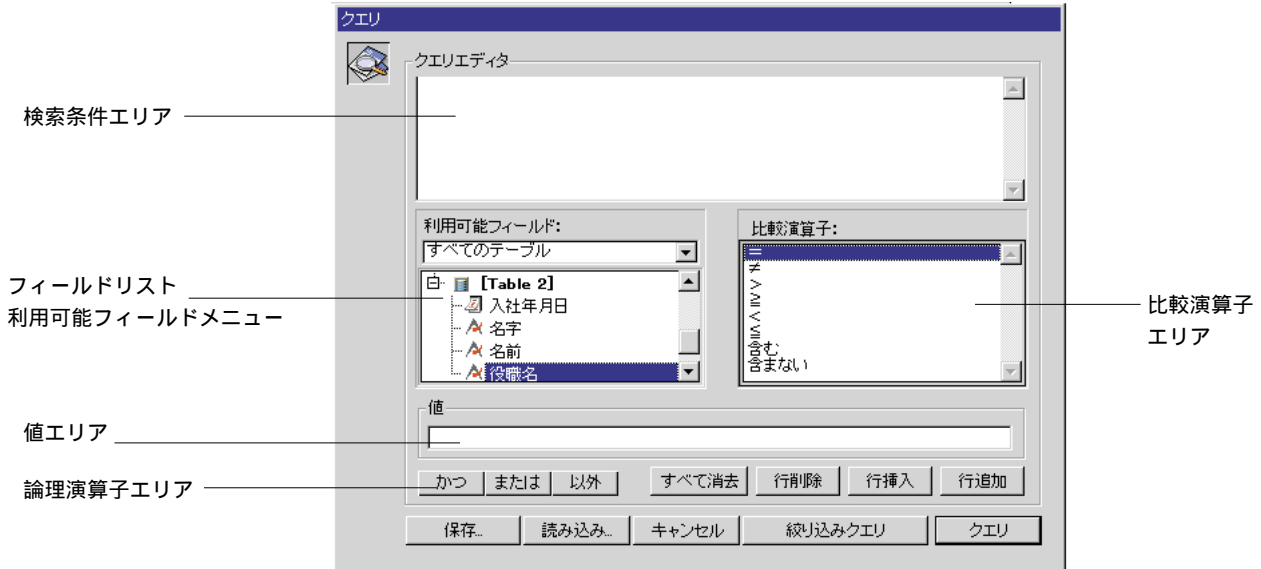 クエリ
クエリエディタ
検索条件エリア
利用可能フィールド:
すべてのテーブル
[Table 2]
入社年月日
名字
名前
役職名
フィールドリスト
利用可能フィールドメニュー
比較演算子:
=
≠
>
≧
<
≦
含む
含まない
比較演算子
エリア
値
値エリア
論理演算子エリア
かつ
または
以外
すべて消去
行削除
行挿入
行追加
保存...
読み込み...
キャンセル
絞り込みクエリ
クエリ